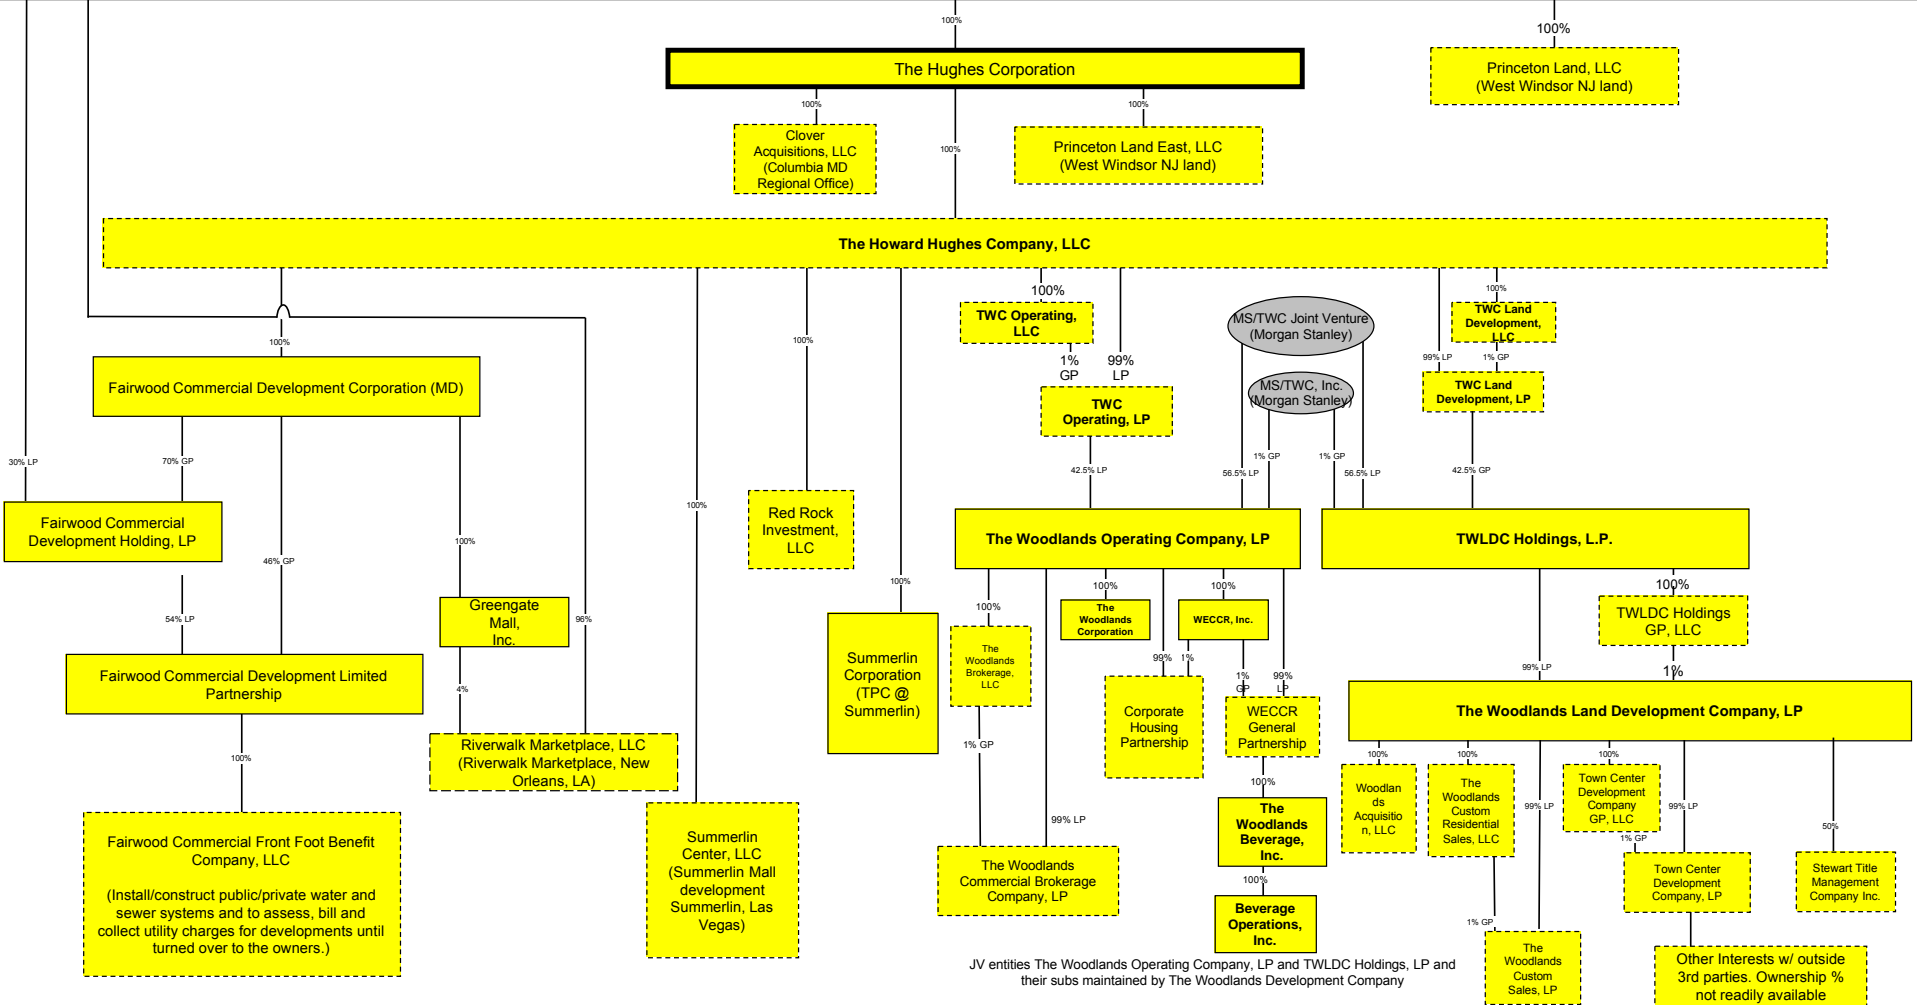 100%
100%
The Hughes Corporation
Princeton Land, LLC
(West Windsor NJ land)
100%
100%
100%
Clover
Acquisitions, LLC
(Columbia MD
Regional Office)
Princeton Land East, LLC
(West Windsor NJ land)
The Howard Hughes Company, LLC
100%
100%
100%
100%
TWC Operating,
LLC
1%
GP
99%
LP
TWC
Operating, LP
MS/TWC Joint Venture
(Morgan Stanley)
MS/TWC, Inc.
(Morgan Stanley)
TWC Land
Development,
LLC
99% LP
1% GP
TWC Land
Development, LP
Fairwood Commercial Development Corporation (MD)
30% LP
70% GP
42.5% LP
56.5% LP
1% GP
1% GP
56.5% LP
42.5% GP
Fairwood Commercial
Development Holding, LP
46% GP
100%
100%
Red Rock
Investment,
LLC
100%
The Woodlands Operating Company, LP
TWLDC Holdings, L.P.
54% LP
Greengate
Mall,
Inc.
96%
4%
Fairwood Commercial Development Limited
Partnership
100%
Riverwalk Marketplace, LLC
(Riverwalk Marketplace, New
Orleans, LA)
Summerlin
Corporation
(TPC @
Summerlin)
100%
The
Woodlands
Brokerage,
LLC
100%
The
Woodlands
Corporation
100%
WECCR, Inc.
99%
1%
1%
GP
99%
LP
Corporate
Housing
Partnership
WECCR
General
Partnership
100%
TWLDC Holdings
GP, LLC
99% LP
1%
The Woodlands Land Development Company, LP
1% GP
99% LP
100%
100%
100%
100%
Woodlan
ds
Acquisitio
n, LLC
The
Woodlands
Custom
Residential
Sales, LLC
99% LP
Town Center
Development
Company
GP, LLC
99% LP
1% GP
50%
Fairwood Commercial Front Foot Benefit
Company, LLC
(Install/construct public/private water and
sewer systems and to assess, bill and
collect utility charges for developments until
turned over to the owners.)
Summerlin
Center, LLC
(Summerlin Mall
development
Summerlin, Las
Vegas)
The Woodlands
Commercial Brokerage
Company, LP
The
Woodlands
Beverage,
Inc.
100%
Beverage
Operations,
Inc.
Town Center
Development
Company, LP
Stewart Title
Management
Company Inc.
1% GP
The
Woodlands
Custom
Sales, LP
Other Interests w/ outside
3rd parties. Ownership %
not readily available
JV entities The Woodlands Operating Company, LP and TWLDC Holdings, LP and
their subs maintained by The Woodlands Development Company